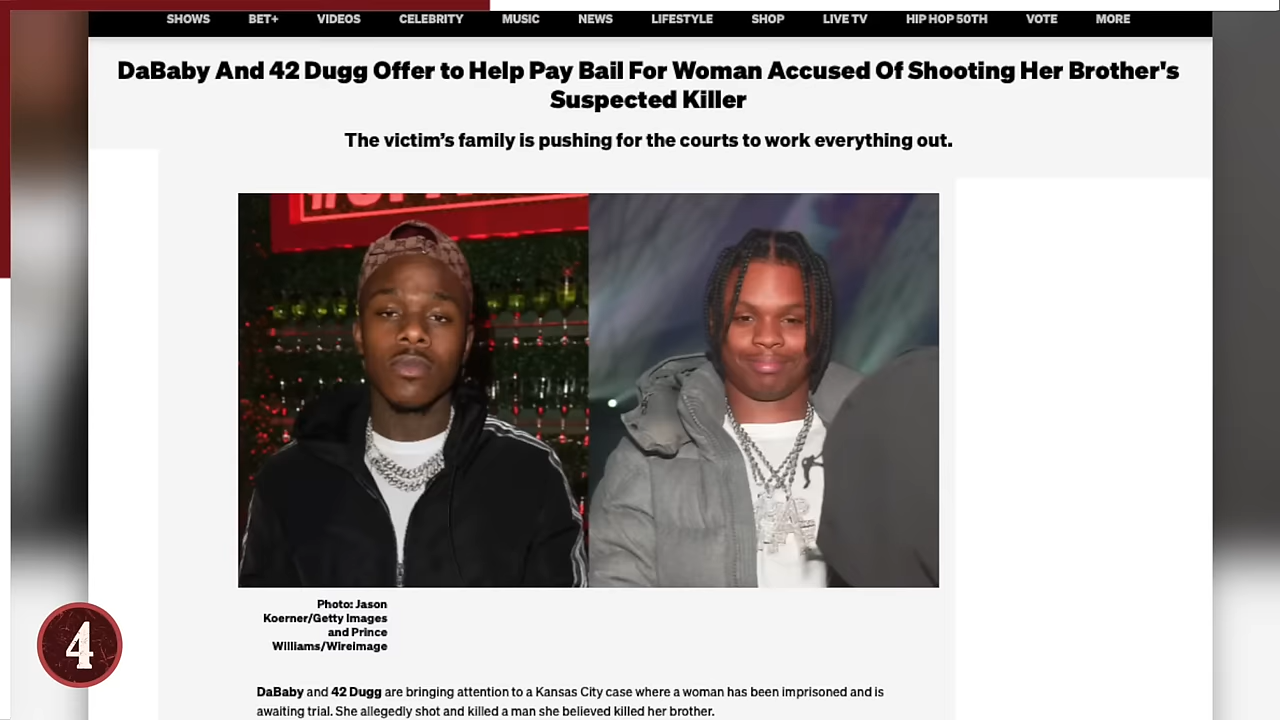 SHOWS BET+ VIDEOS CELEBRITY MUSIC NEWS LIFESTYLE SHOP LIVE TV HIP HOP 50TH VOTE MORE
DaBaby And 42 Dugg Offer to Help Pay Bail For Woman Accused Of Shooting Her Brother's
Suspected Killer
The victim’s family is pushing for the courts to work everything out.
Photo: Jason
Koerner/Getty Images
and Prince
Williams/Wireimage
4
DaBaby and 42 Dugg are bringing attention to a Kansas City case where a woman has been imprisoned and is
awaiting trial. She allegedly shot and killed a man she believed killed her brother.